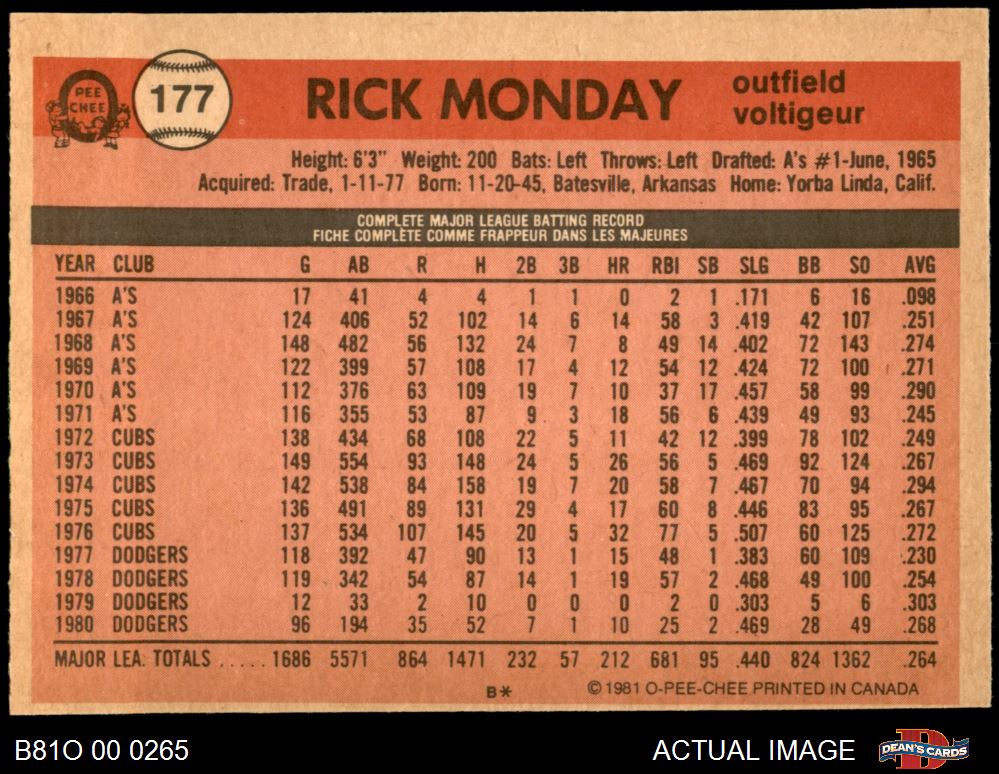 O
PEE
CHEE
177
RICK MONDAY
outfield
voltigeur
Height: 6'3" Weight: 200 Bats: Left Throws: Left Drafted: A's #1-June, 1965
Acquired: Trade, 1-11-77 Born: 11-20-45, Batesville, Arkansas Home: Yorba Linda, Calif.
COMPLETE MAJOR LEAGUE BATTING RECORD
FICHE COMPLÈTE COMME FRAPPEUR DANS LES MAJEURES
YEAR CLUB G AB R H 2B 3B HR RBI SB SLG BB SO AVG
1966 A'S 17 41 4 4 1 1 0 2 1 .171 6 16 .098
1967 A'S 124 406 52 102 14 6 14 58 3 .419 42 107 .251
1968 A'S 148 482 56 132 24 7 8 49 14 .402 72 143 .274
1969 A'S 122 399 57 108 17 4 12 54 12 .424 72 100 .271
1970 A'S 112 376 63 109 19 7 10 37 17 .457 58 99 .290
1971 A'S 116 355 53 87 9 3 18 56 6 .439 49 93 .245
1972 CUBS 138 434 68 108 22 5 11 42 12 .399 78 102 .249
1973 CUBS 149 554 93 148 24 5 26 56 5 .469 92 124 .267
1974 CUBS 142 538 84 158 19 7 20 58 7 .467 70 94 .294
1975 CUBS 136 491 89 131 29 4 17 60 8 .446 83 95 .267
1976 CUBS 137 534 107 145 20 5 32 77 5 .507 60 125 .272
1977 DODGERS 118 392 47 90 13 1 15 48 1 .383 60 109 .230
1978 DODGERS 119 342 54 87 14 1 19 57 2 .468 49 100 .254
1979 DODGERS 12 33 2 10 0 0 0 2 0 .303 5 6 .303
1980 DODGERS 96 194 35 52 7 1 10 25 2 .469 28 49 .268
MAJOR LEA. TOTALS ..... 1686 5571 864 1471 232 57 212 681 95 .440 824 1362 .264
B* © 1981 O-PEE-CHEE PRINTED IN CANADA
B81O 00 0265 ACTUAL IMAGE
D
DEAN'S CARDS